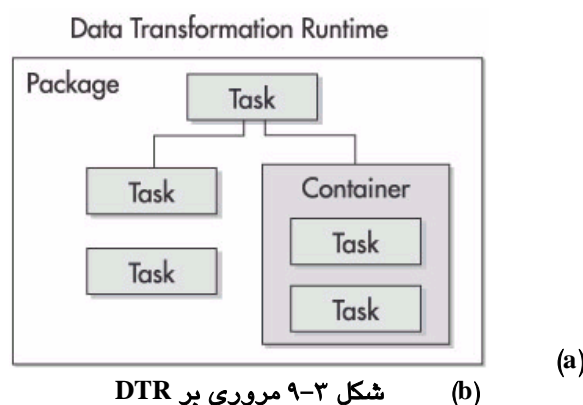 Data Transformation Runtime
Package
Task
Task
Task
Container
Task
Task
(a)
شکل ۳-۹ مروری بر DTR (b)